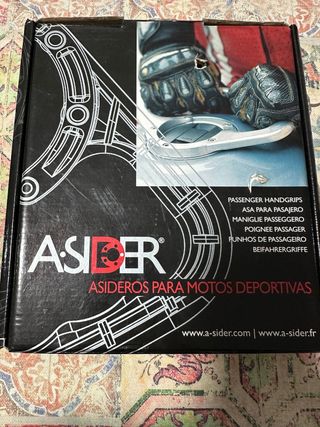 PASSENGER HANDGRIPS
ASA PARA PASAJERO
MANIGLIE PASSEGGERO
POIGNEE PASSAGER
PUNHOS DE PASSAGEIRO
BEIFAHRERGRIFFE
A·SIDER®
ASIDEROS PARA MOTOS DEPORTIVAS
www.a-sider.com | www.a-sider.fr